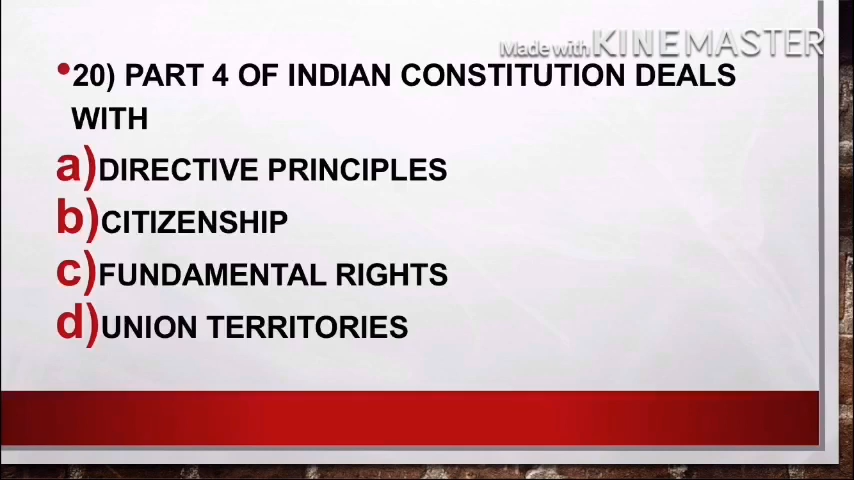 Made with KINEMASTER
•20) PART 4 OF INDIAN CONSTITUTION DEALS
WITH
a)DIRECTIVE PRINCIPLES
b)CITIZENSHIP
c)FUNDAMENTAL RIGHTS
d)UNION TERRITORIES